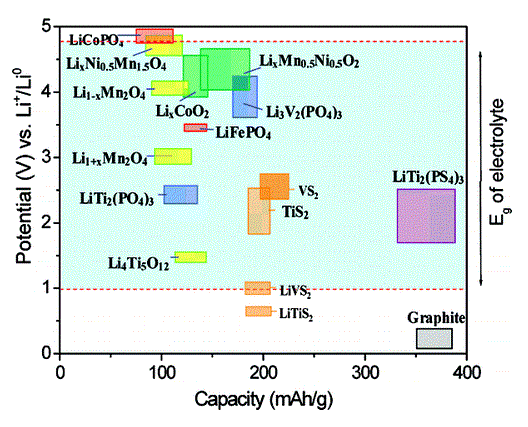 5
4
3
2
1
0
0
100
200
300
400
Potential (V) vs. Li⁺/Li⁰
Capacity (mAh/g)
E₉ of electrolyte
LiCoPO₄
LiₓNi₀.₅Mn₁.₅O₄
LiₓMn₀.₅Ni₀.₅O₂
Li₁₋ₓMn₂O₄
LiₓCoO₂
Li₃V₂(PO₄)₃
LiFePO₄
Li₁₊ₓMn₂O₄
LiTi₂(PS₄)₃
LiTi₂(PO₄)₃
VS₂
TiS₂
Li₄Ti₅O₁₂
LiVS₂
LiTiS₂
Graphite